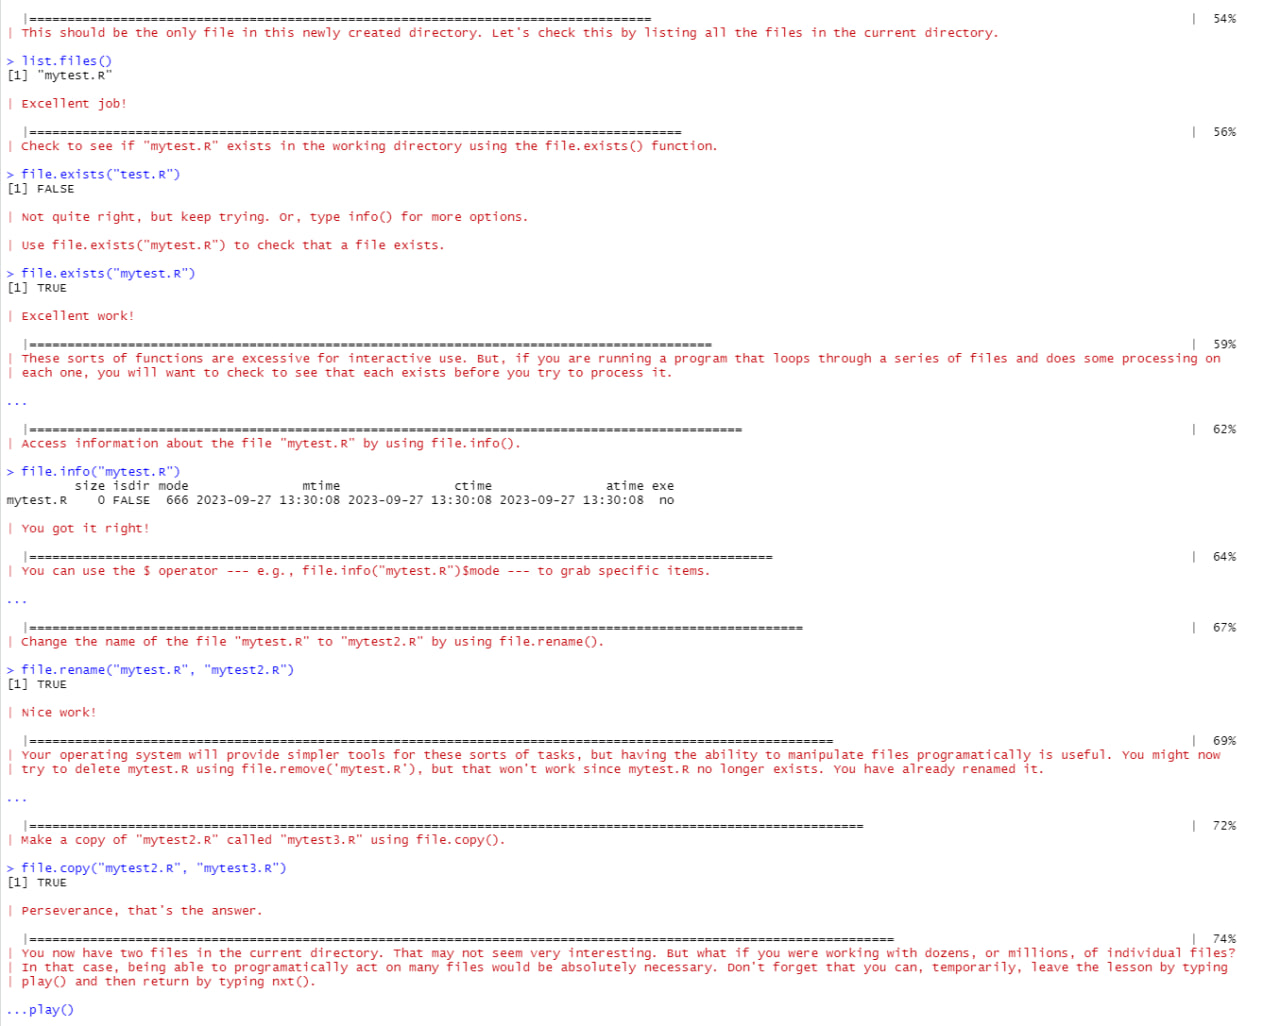 |================================================================================== | 54%
| This should be the only file in this newly created directory. Let's check this by listing all the files in the current directory.
> list.files()
[1] "mytest.R"
| Excellent job!
|====================================================================================== | 56%
| Check to see if "mytest.R" exists in the working directory using the file.exists() function.
> file.exists("test.R")
[1] FALSE
| Not quite right, but keep trying. Or, type info() for more options.
| Use file.exists("mytest.R") to check that a file exists.
> file.exists("mytest.R")
[1] TRUE
| Excellent work!
|========================================================================================== | 59%
| These sorts of functions are excessive for interactive use. But, if you are running a program that loops through a series of files and does some processing on
| each one, you will want to check to see that each exists before you try to process it.
...
|============================================================================================== | 62%
| Access information about the file "mytest.R" by using file.info().
> file.info("mytest.R")
size isdir mode mtime ctime atime exe
mytest.R 0 FALSE 666 2023-09-27 13:30:08 2023-09-27 13:30:08 2023-09-27 13:30:08 no
| You got it right!
|================================================================================================== | 64%
| You can use the $ operator --- e.g., file.info("mytest.R")$mode --- to grab specific items.
...
|====================================================================================================== | 67%
| Change the name of the file "mytest.R" to "mytest2.R" by using file.rename().
> file.rename("mytest.R", "mytest2.R")
[1] TRUE
| Nice work!
|========================================================================================================== | 69%
| Your operating system will provide simpler tools for these sorts of tasks, but having the ability to manipulate files programatically is useful. You might now
| try to delete mytest.R using file.remove('mytest.R'), but that won't work since mytest.R no longer exists. You have already renamed it.
...
|============================================================================================================== | 72%
| Make a copy of "mytest2.R" called "mytest3.R" using file.copy().
> file.copy("mytest2.R", "mytest3.R")
[1] TRUE
| Perseverance, that's the answer.
|================================================================================================================== | 74%
| You now have two files in the current directory. That may not seem very interesting. But what if you were working with dozens, or millions, of individual files?
| In that case, being able to programatically act on many files would be absolutely necessary. Don't forget that you can, temporarily, leave the lesson by typing
| play() and then return by typing nxt().
...play()